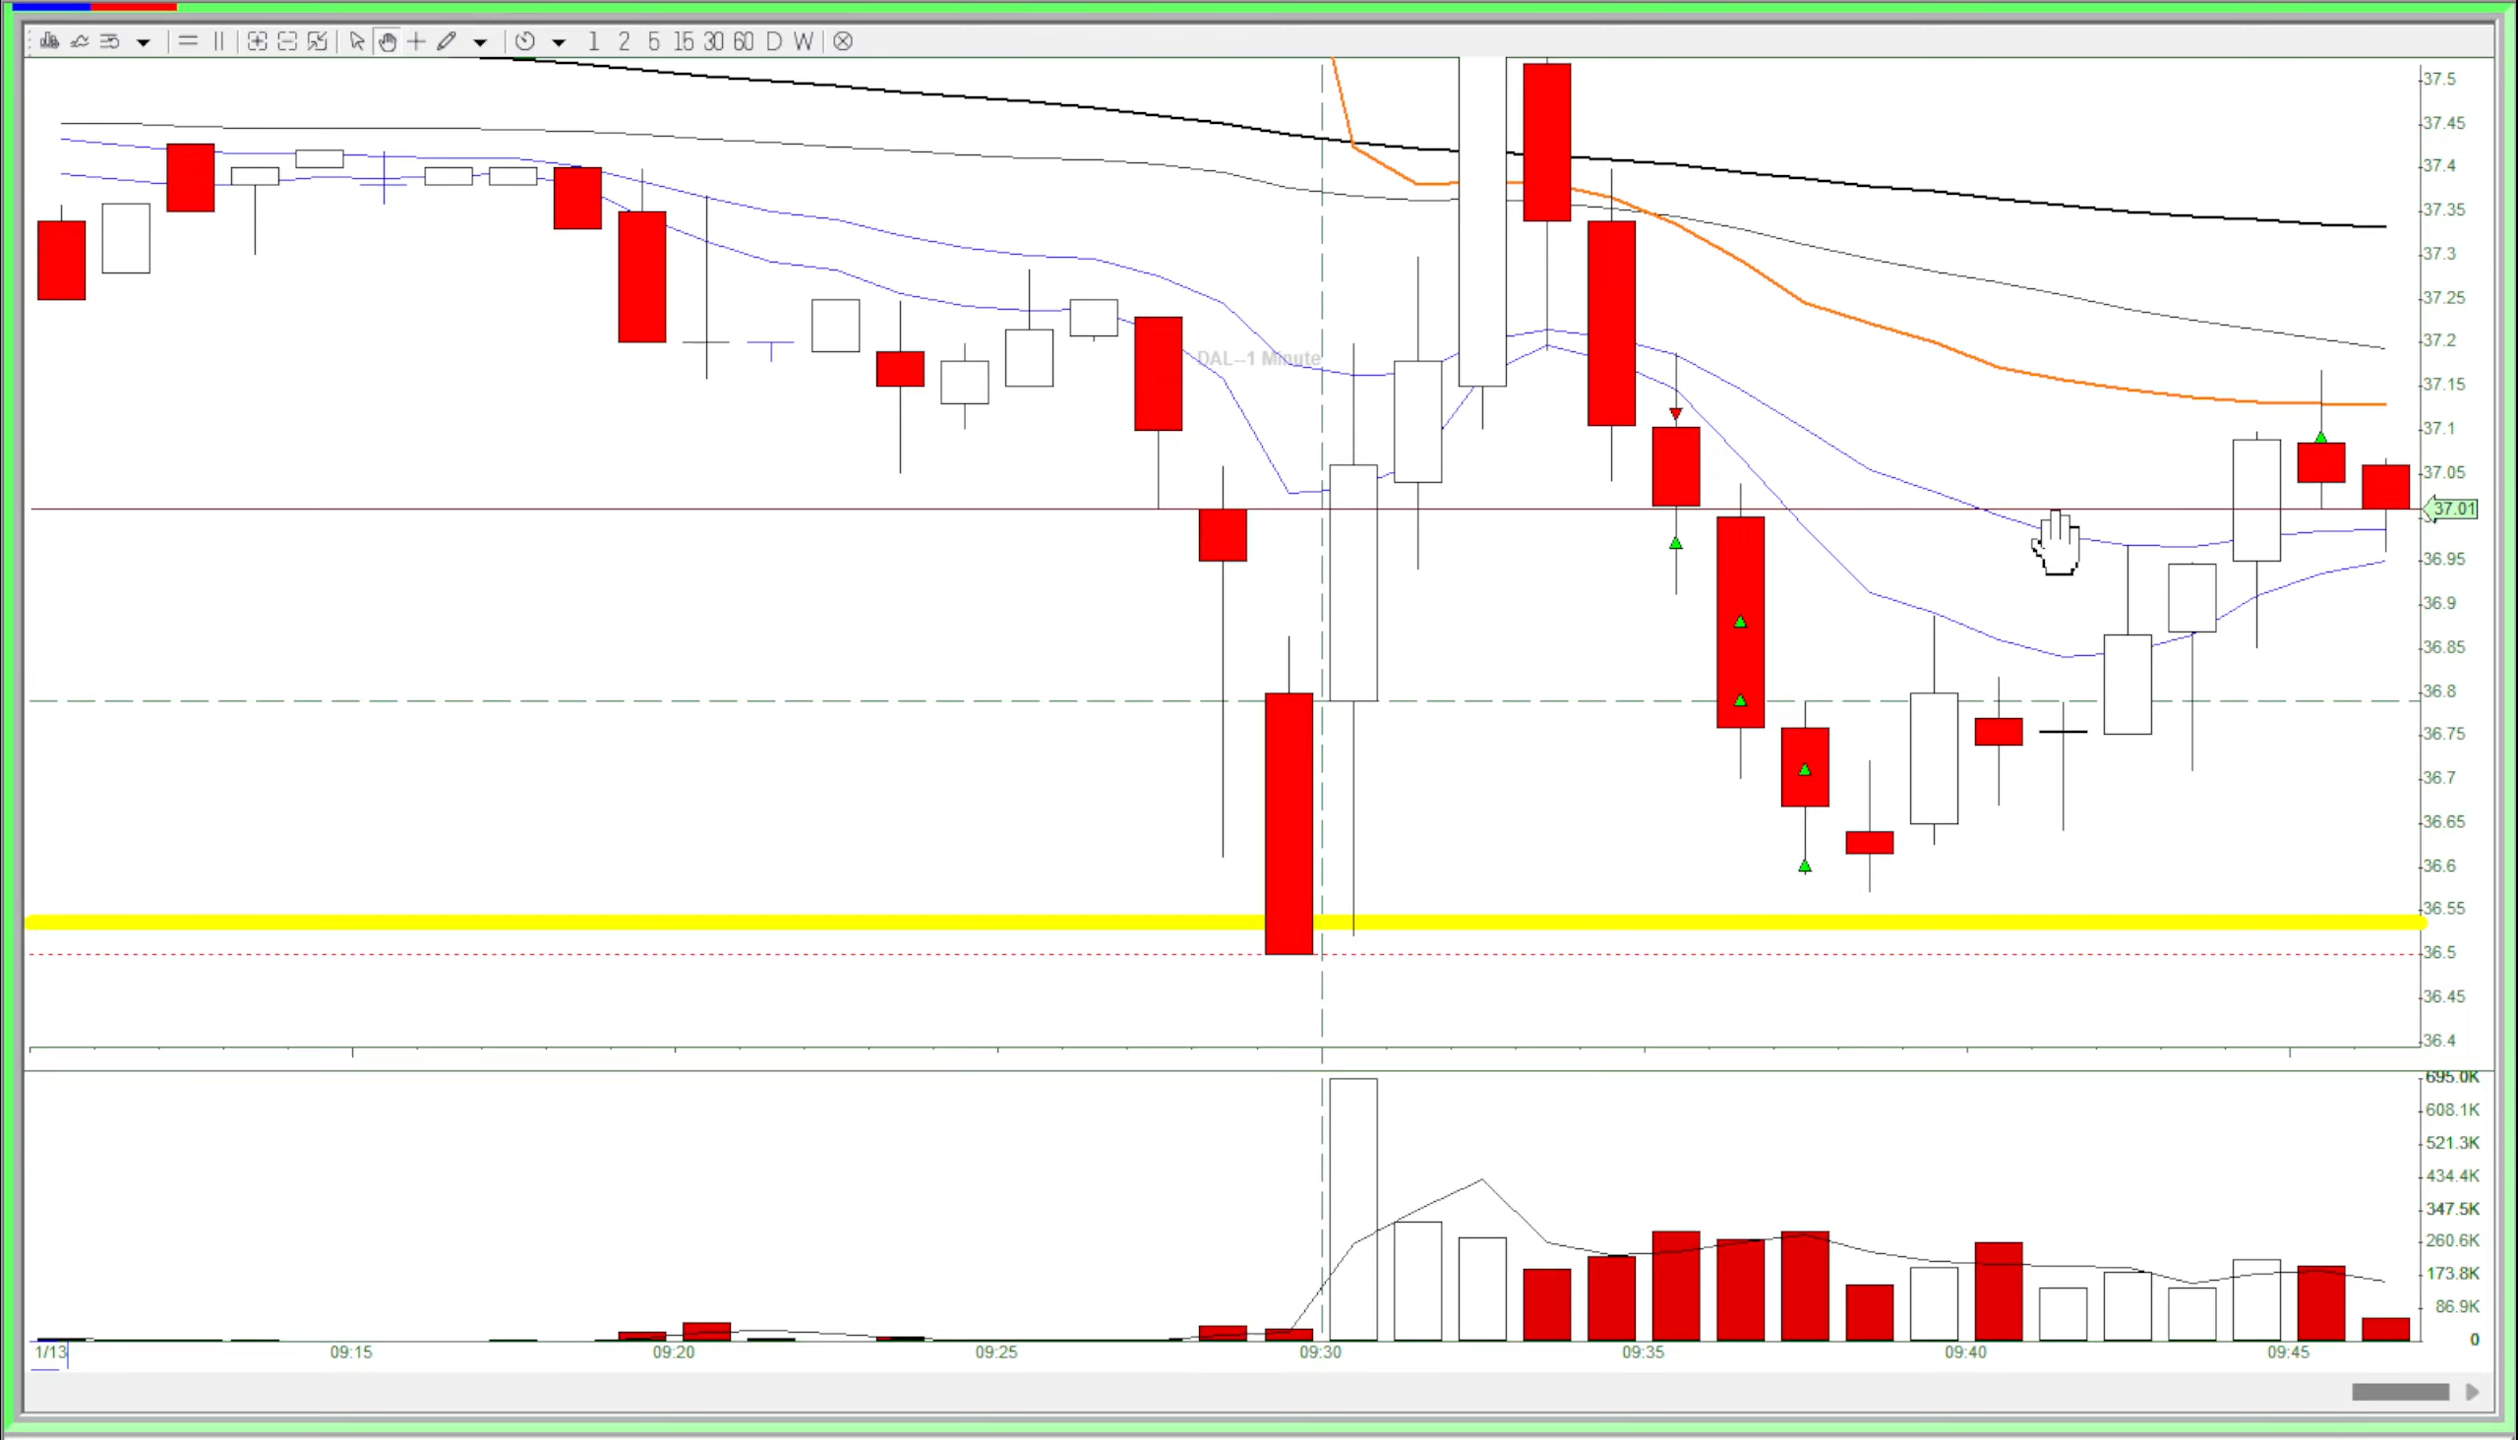 1 2 5 15 30 60 D W
37.5
37.45
37.4
37.35
37.3
37.25
37.2
DAL--1 Minute
37.15
37.1
37.05
37.01
36.95
36.9
36.85
36.8
36.75
36.7
36.65
36.6
36.55
36.5
36.45
36.4
695.0K
608.1K
521.3K
434.4K
347.5K
260.6K
173.8K
86.9K
0
1/13 09:15 09:20 09:25 09:30 09:35 09:40 09:45